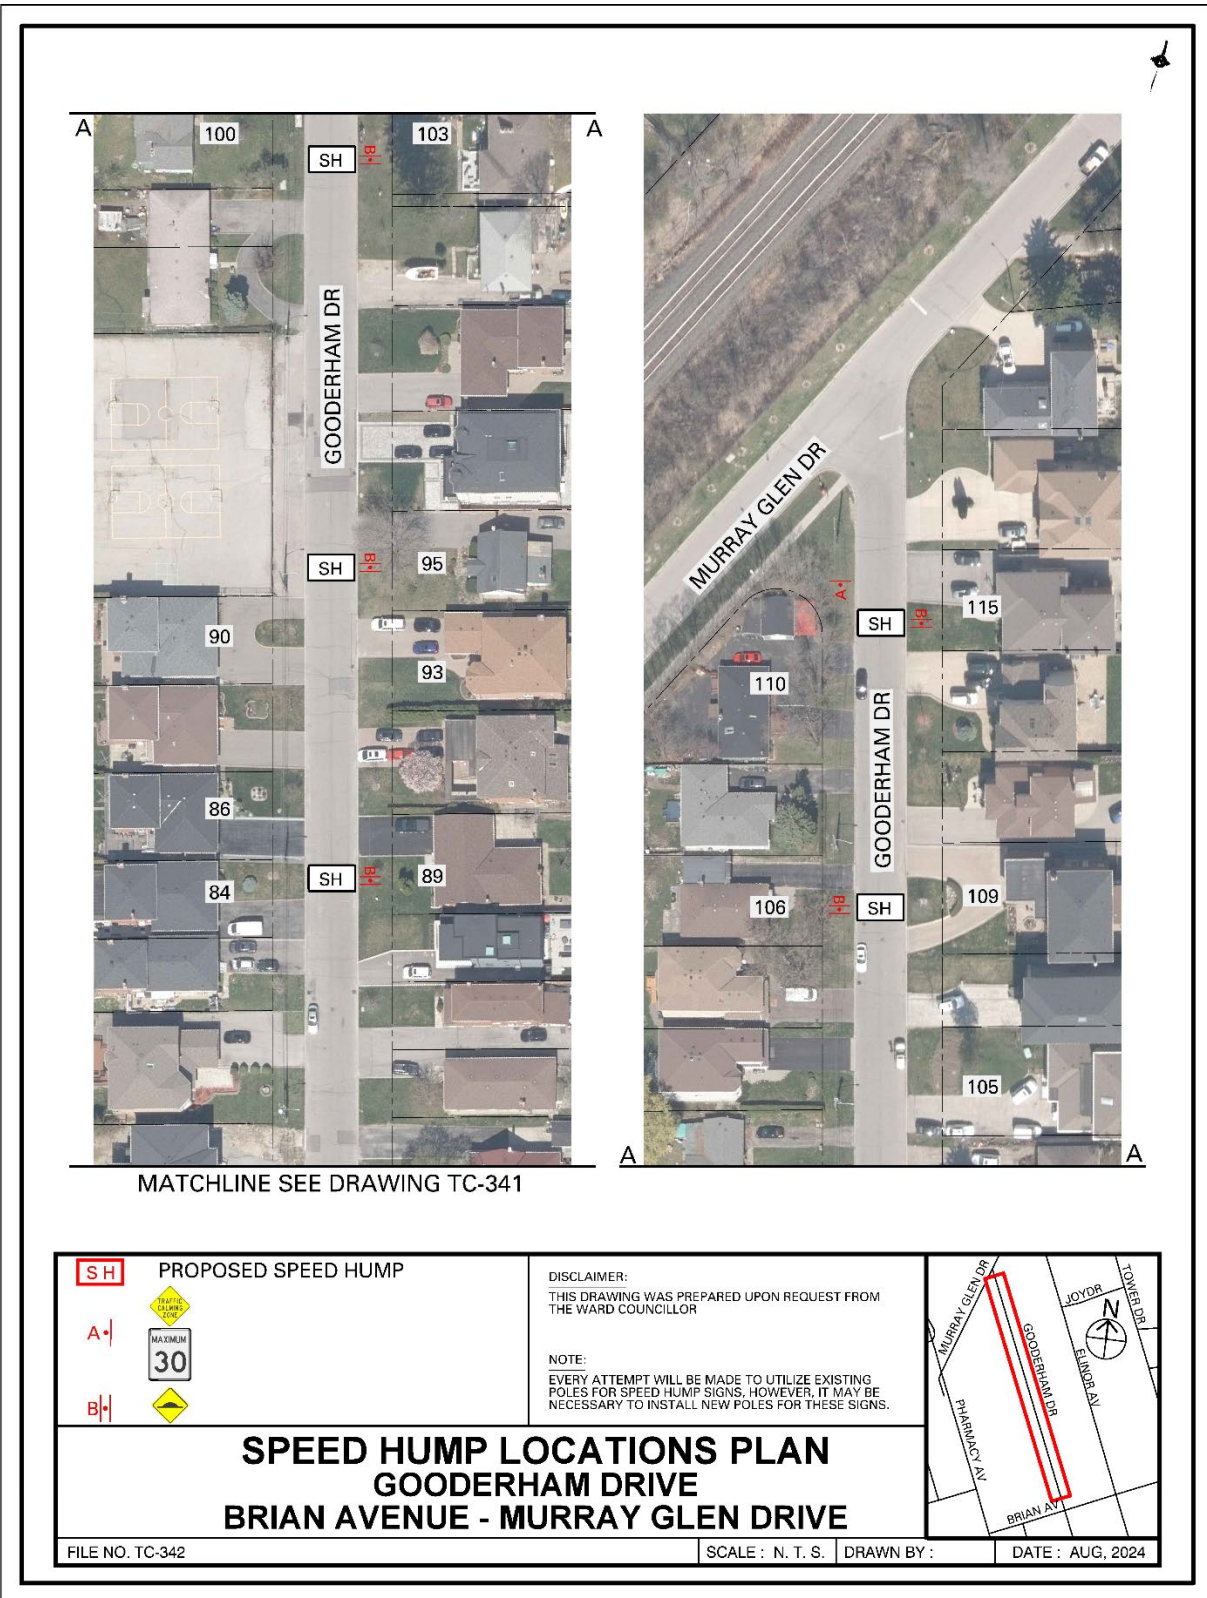 A
100
103
A
SH
B
GOODERHAM DR
SH
B
95
90
93
86
84
SH
B
89
MATCHLINE SEE DRAWING TC-341
MURRAY GLEN DR
A
SH
B
115
110
GOODERHAM DR
106
B
SH
109
105
A
A
SH
PROPOSED SPEED HUMP
TRAFFIC
CALMING
ZONE
A
MAXIMUM
30
B
DISCLAIMER:
THIS DRAWING WAS PREPARED UPON REQUEST FROM
THE WARD COUNCILLOR
NOTE:
EVERY ATTEMPT WILL BE MADE TO UTILIZE EXISTING
POLES FOR SPEED HUMP SIGNS, HOWEVER, IT MAY BE
NECESSARY TO INSTALL NEW POLES FOR THESE SIGNS.
MURRAY GLEN DR
JOYDR
TOWER DR
N
GOODERHAM DR
ELINOR AV
PHARMACY AV
BRIAN AV
SPEED HUMP LOCATIONS PLAN
GOODERHAM DRIVE
BRIAN AVENUE - MURRAY GLEN DRIVE
FILE NO. TC-342
SCALE : N. T. S.
DRAWN BY :
DATE : AUG, 2024